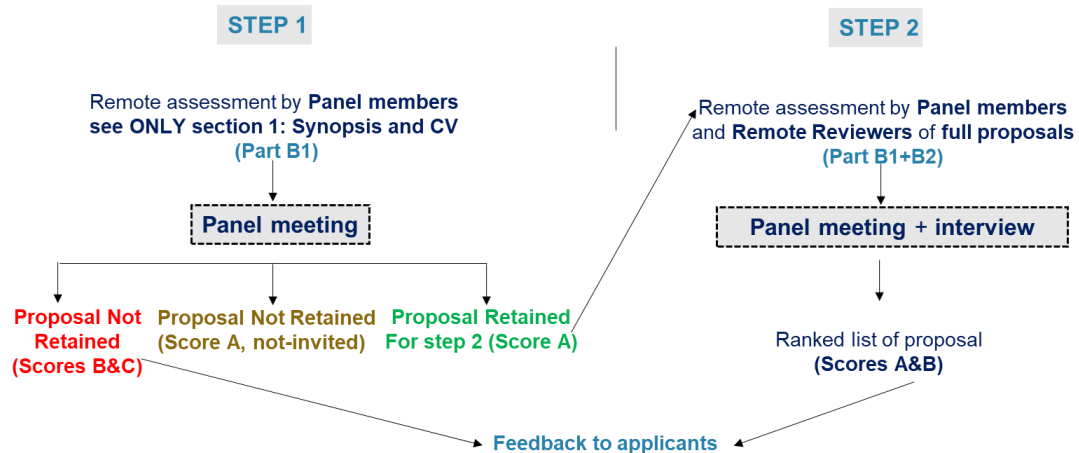 STEP 1
Remote assessment by Panel members
see ONLY section 1: Synopsis and CV
(Part B1)
Panel meeting
Proposal Not
Retained
(Scores B&C)
Proposal Not Retained
(Score A, not-invited)
Proposal Retained
For step 2 (Score A)
STEP 2
Remote assessment by Panel members
and Remote Reviewers of full proposals
(Part B1+B2)
Panel meeting + interview
Ranked list of proposal
(Scores A&B)
Feedback to applicants